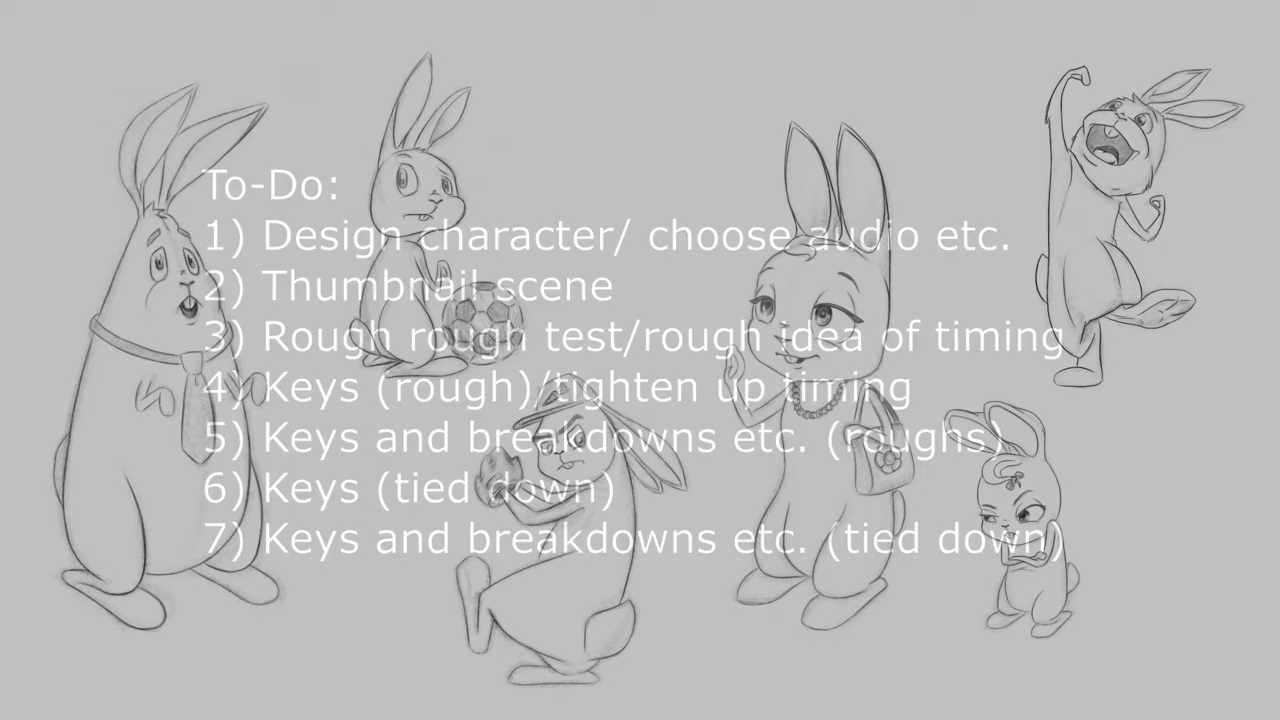 To-Do:
1) Design character/ choose audio etc.
2) Thumbnail scene
3) Rough rough test/rough idea of timing
4) Keys (rough)/tighten up timing
5) Keys and breakdowns etc. (roughs)
6) Keys (tied down)
7) Keys and breakdowns etc. (tied down)